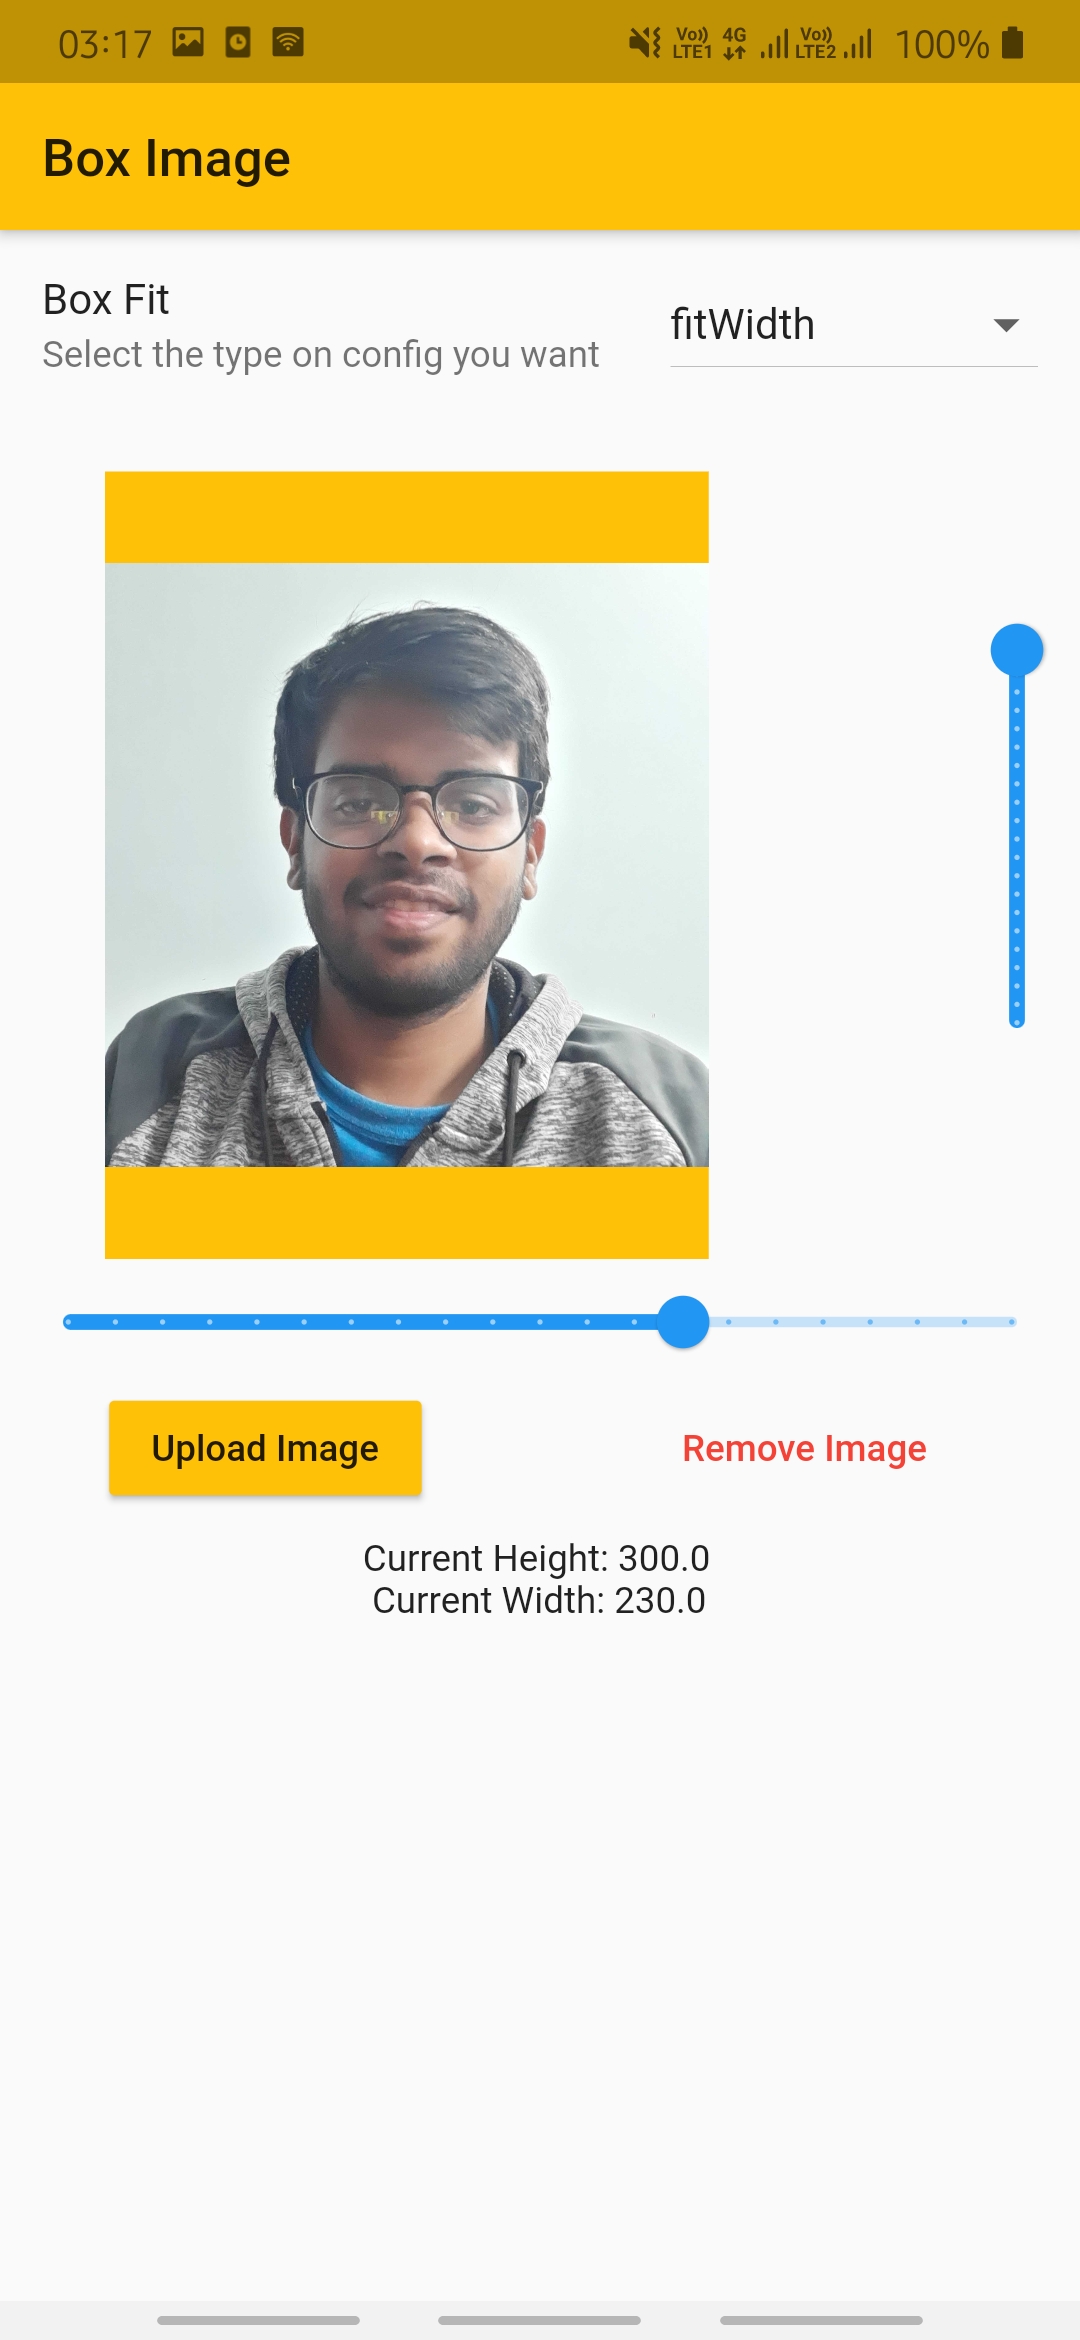 03:17 Vo)) LTE1 4G Vo)) LTE2 100%
Box Image
Box Fit
Select the type on config you want
fitWidth
Upload Image
Remove Image
Current Height: 300.0
Current Width: 230.0